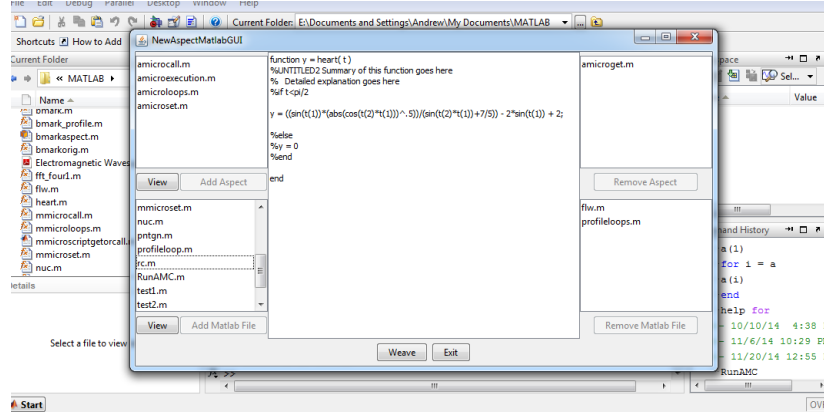 File Edit Debug Parallel Desktop Window Help
Current Folder: E:\Documents and Settings\Andrew\My Documents\MATLAB
Shortcuts How to Add
NewAspectMatlabGUI
Current Folder
« MATLAB
Name
bmark.m
bmark_profile.m
bmarkaspect.m
bmarkorig.m
Electromagnetic Waves
fft_four1.m
flw.m
heart.m
mmicrocall.m
mmicroloops.m
mmicroscriptgetorcall.
mmicroset.m
nuc.m
Details
Select a file to view
Start
amicrocall.m
amicroexecution.m
amicroloops.m
amicroset.m
View Add Aspect
mmicroset.m
nuc.m
pntgn.m
profileloop.m
rc.m
RunAMC.m
test1.m
test2.m
View Add Matlab File
function y = heart( t )
%UNTITLED2 Summary of this function goes here
% Detailed explanation goes here
%if t<pi/2
y = ((sin(t(1))*(abs(cos(t(2)*t(1)))^.5))/(sin(t(2)*t(1))+7/5)) - 2*sin(t(1)) + 2;
%else
%y = 0
%end
end
amicroget.m
Remove Aspect
flw.m
profileloops.m
Remove Matlab File
Weave Exit
>>
pace
Sel...
Value
mand History
a(1)
for i = a
a(i)
end
help for
- 10/10/14 4:38
- 11/6/14 10:29 P
- 11/20/14 12:55
RunAMC
OV